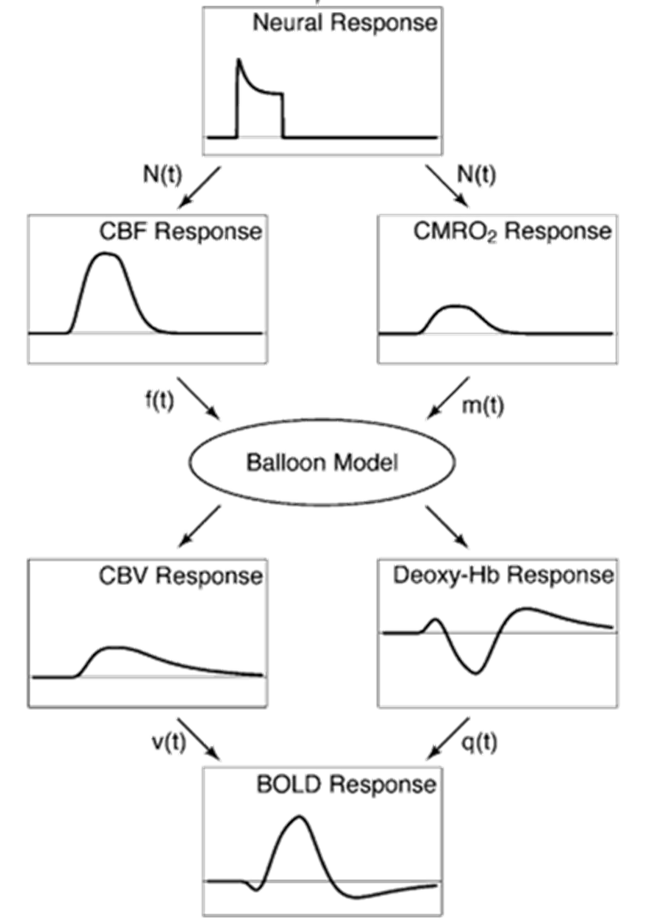 Neural Response
N(t)
N(t)
CBF Response
CMRO₂ Response
f(t)
m(t)
Balloon Model
CBV Response
Deoxy-Hb Response
v(t)
q(t)
BOLD Response